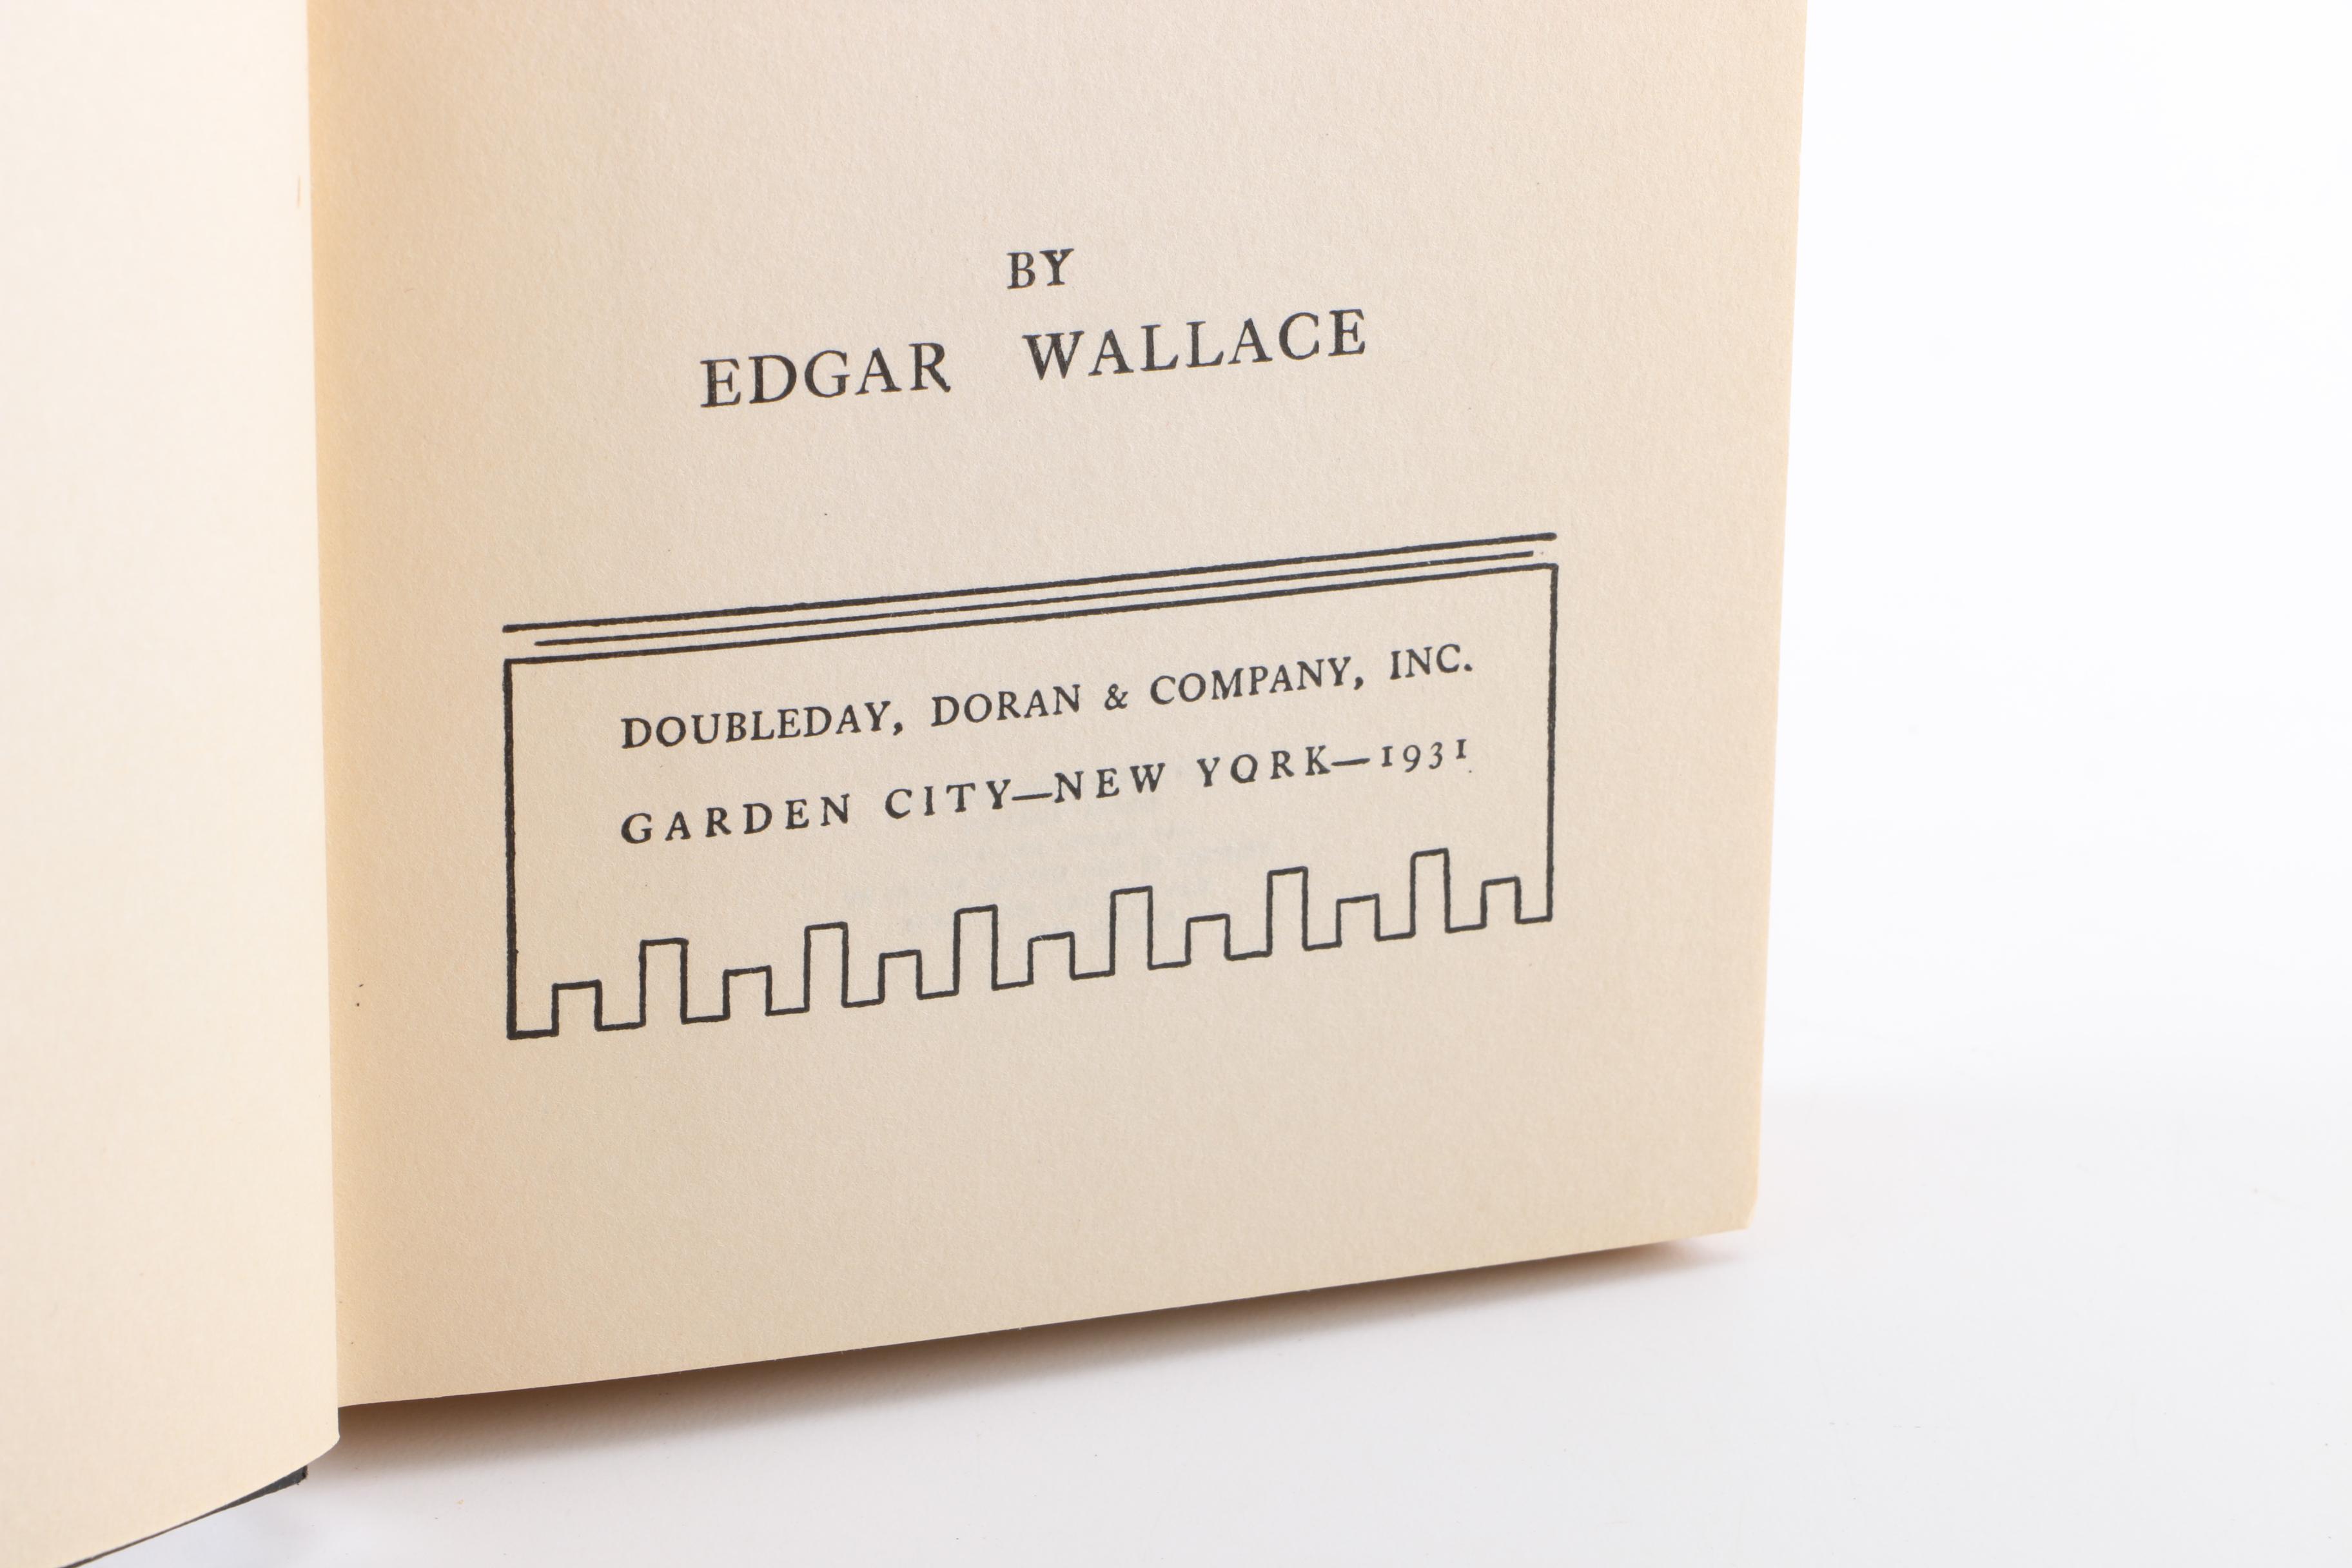 BY
EDGAR WALLACE
DOUBLEDAY, DORAN & COMPANY, INC.
GARDEN CITY—NEW YORK—1931